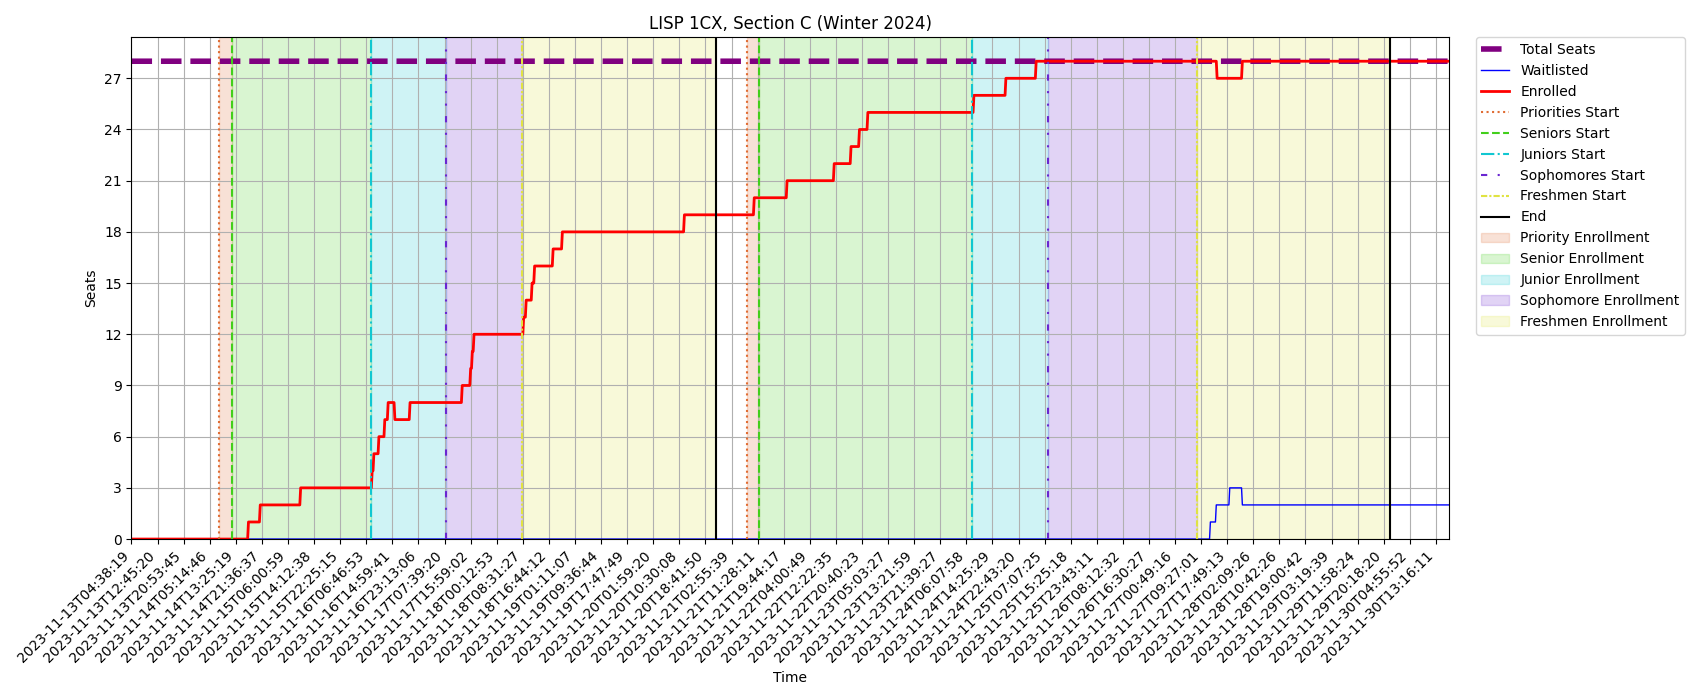 LISP 1CX, Section C (Winter 2024)
Total Seats
Waitlisted
Enrolled
Priorities Start
Seniors Start
Juniors Start
Sophomores Start
Freshmen Start
End
Priority Enrollment
Senior Enrollment
Junior Enrollment
Sophomore Enrollment
Freshmen Enrollment
Seats
27
24
21
18
15
12
9
6
3
0
2023-11-13T04:38:19
2023-11-13T12:45:20
2023-11-13T20:53:45
2023-11-14T05:14:46
2023-11-14T13:25:19
2023-11-14T21:36:37
2023-11-15T06:00:59
2023-11-15T14:12:38
2023-11-15T22:25:15
2023-11-16T06:46:53
2023-11-16T14:59:41
2023-11-16T23:13:06
2023-11-17T07:39:20
2023-11-17T15:59:02
2023-11-18T00:12:53
2023-11-18T08:31:27
2023-11-18T16:44:12
2023-11-19T01:11:07
2023-11-19T09:36:44
2023-11-19T17:47:49
2023-11-20T01:59:20
2023-11-20T10:30:08
2023-11-20T18:41:50
2023-11-21T02:55:39
2023-11-21T11:28:11
2023-11-21T19:44:17
2023-11-22T04:00:49
2023-11-22T12:22:35
2023-11-22T20:40:23
2023-11-23T05:03:27
2023-11-23T13:21:59
2023-11-23T21:39:27
2023-11-24T06:07:58
2023-11-24T14:25:29
2023-11-24T22:43:20
2023-11-25T07:07:25
2023-11-25T15:25:18
2023-11-25T23:43:11
2023-11-26T08:12:32
2023-11-26T16:30:27
2023-11-27T00:49:16
2023-11-27T09:27:01
2023-11-27T17:49:13
2023-11-28T02:09:26
2023-11-28T10:42:26
2023-11-28T19:00:42
2023-11-29T03:19:39
2023-11-29T11:58:24
2023-11-29T20:18:20
2023-11-30T04:55:52
2023-11-30T13:16:11
Time